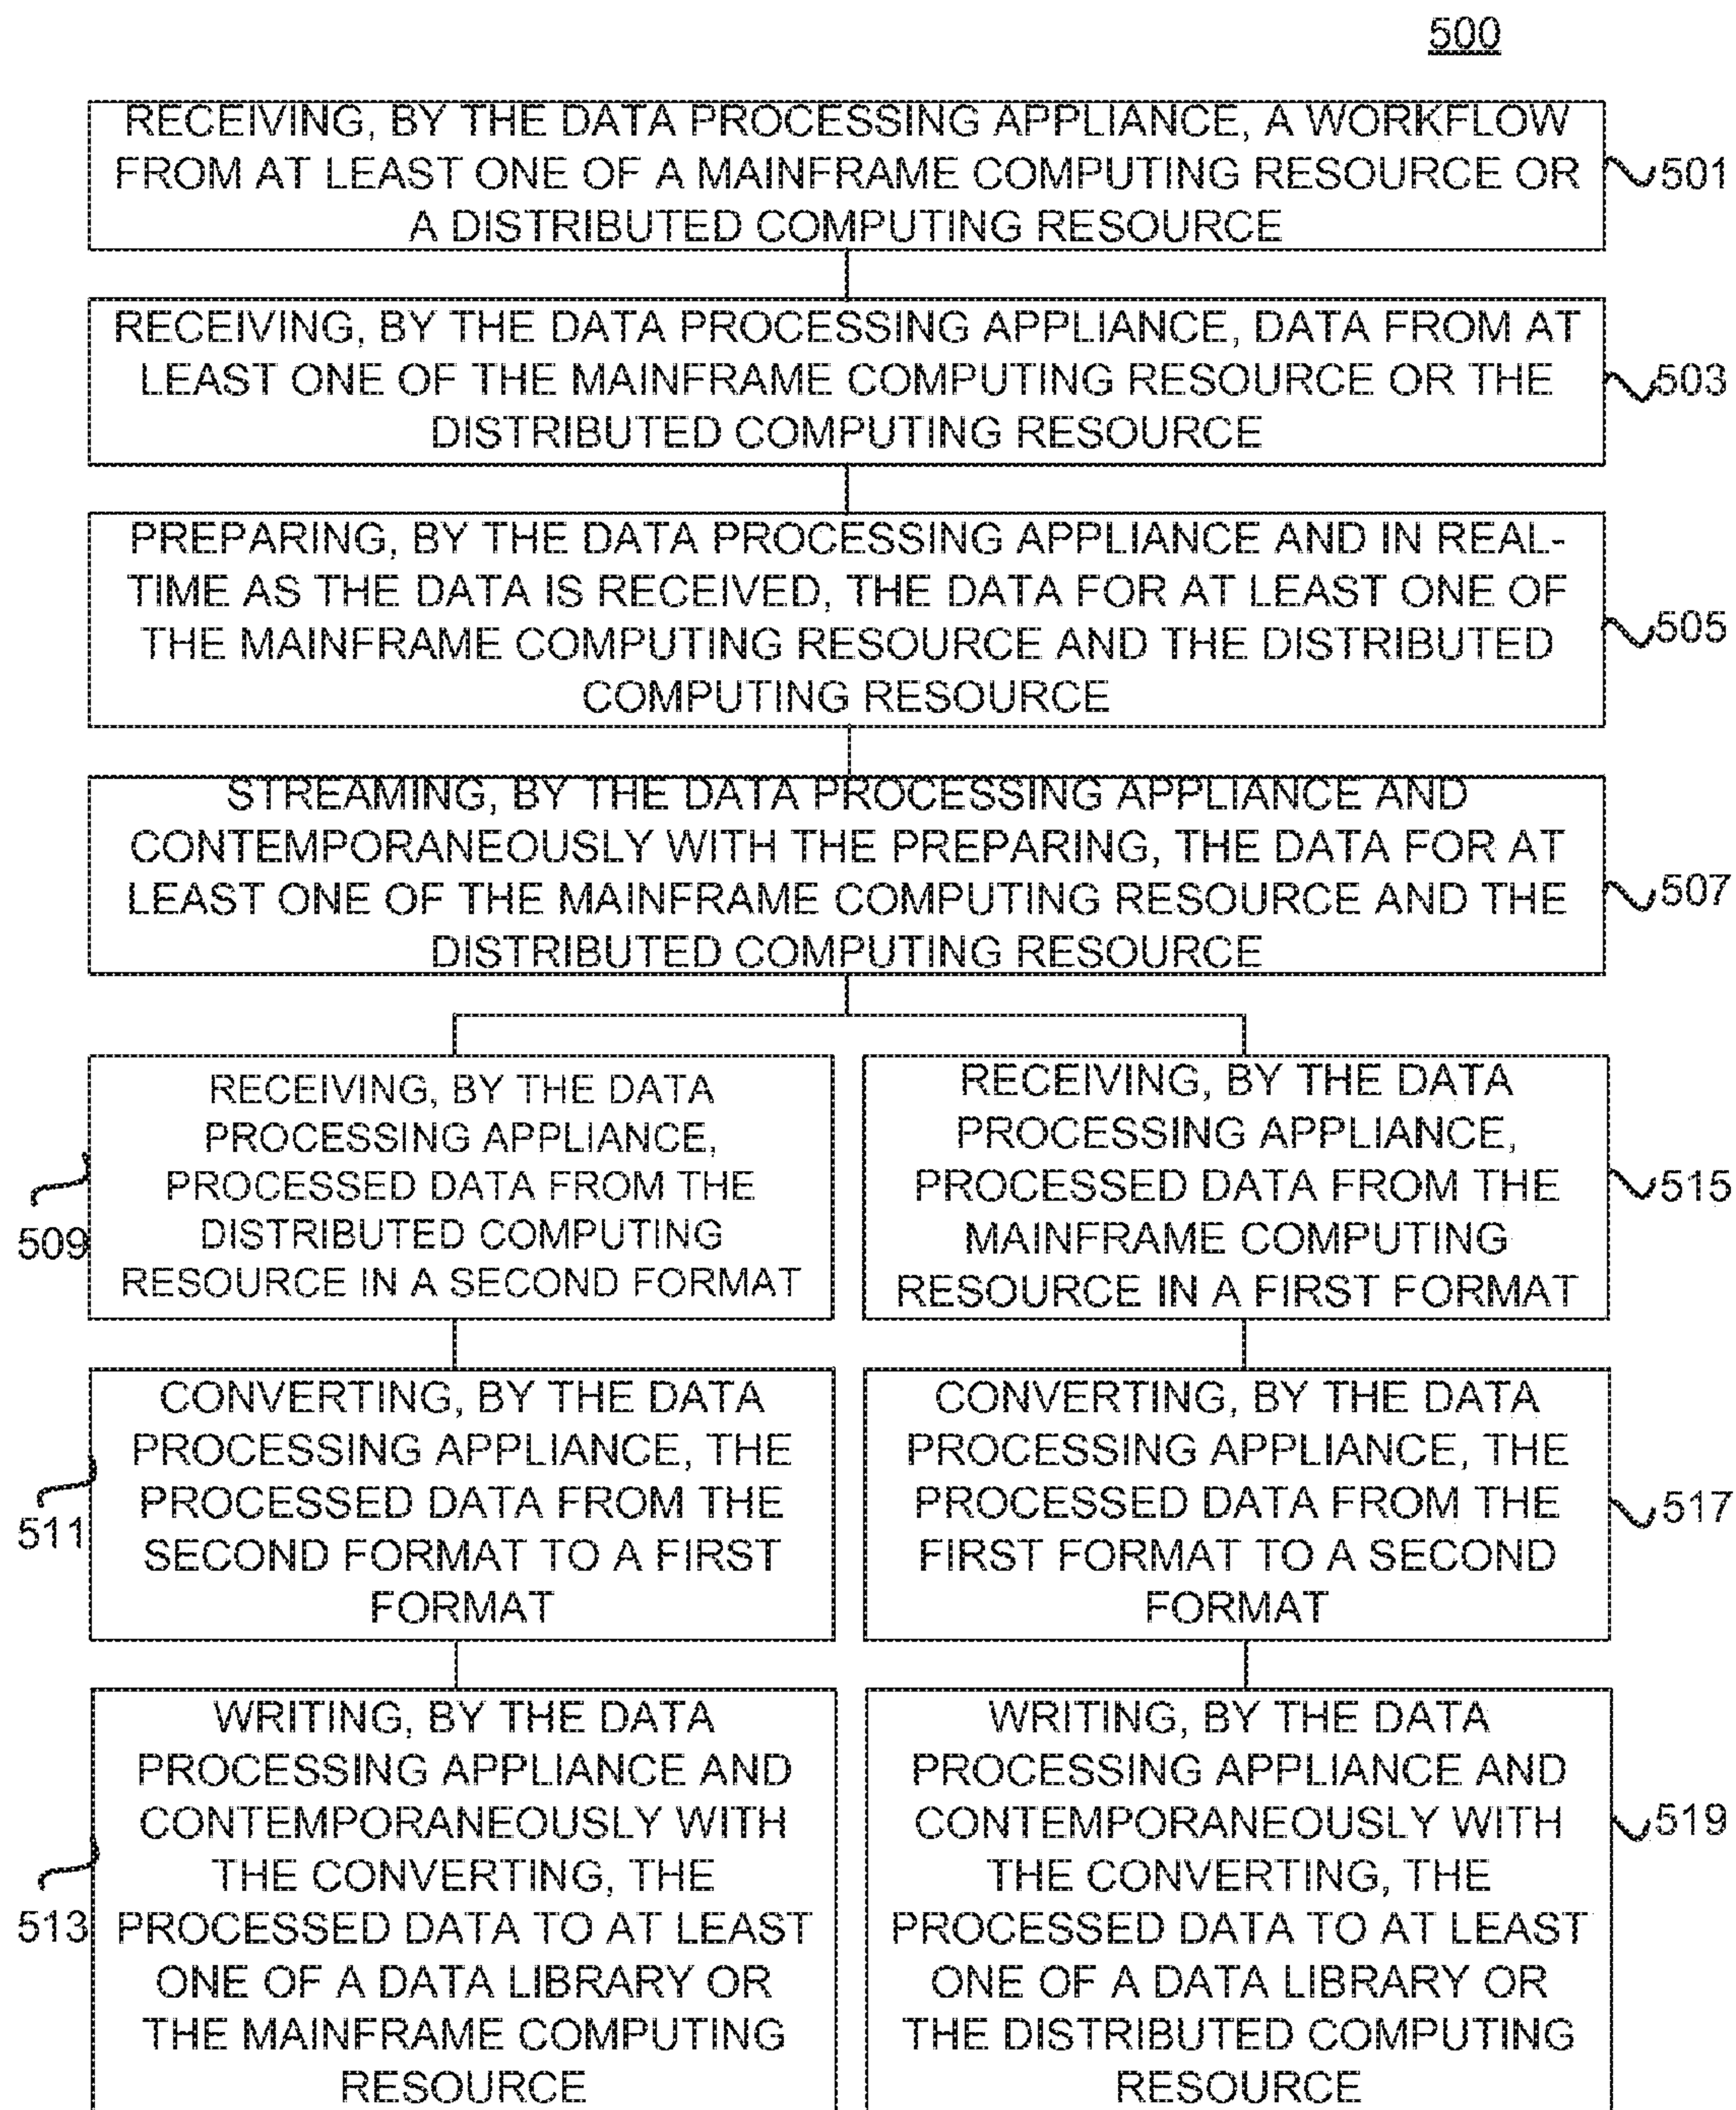 500
RECEIVING, BY THE DATA PROCESSING APPLIANCE, A WORKFLOW
FROM AT LEAST ONE OF A MAINFRAME COMPUTING RESOURCE OR
A DISTRIBUTED COMPUTING RESOURCE
501
RECEIVING, BY THE DATA PROCESSING APPLIANCE, DATA FROM AT
LEAST ONE OF THE MAINFRAME COMPUTING RESOURCE OR THE
DISTRIBUTED COMPUTING RESOURCE
503
PREPARING, BY THE DATA PROCESSING APPLIANCE AND IN REAL-
TIME AS THE DATA IS RECEIVED, THE DATA FOR AT LEAST ONE OF
THE MAINFRAME COMPUTING RESOURCE AND THE DISTRIBUTED
COMPUTING RESOURCE
505
STREAMING, BY THE DATA PROCESSING APPLIANCE AND
CONTEMPORANEOUSLY WITH THE PREPARING, THE DATA FOR AT
LEAST ONE OF THE MAINFRAME COMPUTING RESOURCE AND THE
DISTRIBUTED COMPUTING RESOURCE
507
RECEIVING, BY THE DATA
PROCESSING APPLIANCE,
PROCESSED DATA FROM THE
DISTRIBUTED COMPUTING
RESOURCE IN A SECOND FORMAT
509
RECEIVING, BY THE DATA
PROCESSING APPLIANCE,
PROCESSED DATA FROM THE
MAINFRAME COMPUTING
RESOURCE IN A FIRST FORMAT
515
CONVERTING, BY THE DATA
PROCESSING APPLIANCE, THE
PROCESSED DATA FROM THE
SECOND FORMAT TO A FIRST
FORMAT
511
CONVERTING, BY THE DATA
PROCESSING APPLIANCE, THE
PROCESSED DATA FROM THE
FIRST FORMAT TO A SECOND
FORMAT
517
WRITING, BY THE DATA
PROCESSING APPLIANCE AND
CONTEMPORANEOUSLY WITH
THE CONVERTING, THE
PROCESSED DATA TO AT LEAST
ONE OF A DATA LIBRARY OR
THE MAINFRAME COMPUTING
RESOURCE
513
WRITING, BY THE DATA
PROCESSING APPLIANCE AND
CONTEMPORANEOUSLY WITH
THE CONVERTING, THE
PROCESSED DATA TO AT LEAST
ONE OF A DATA LIBRARY OR
THE DISTRIBUTED COMPUTING
RESOURCE
519